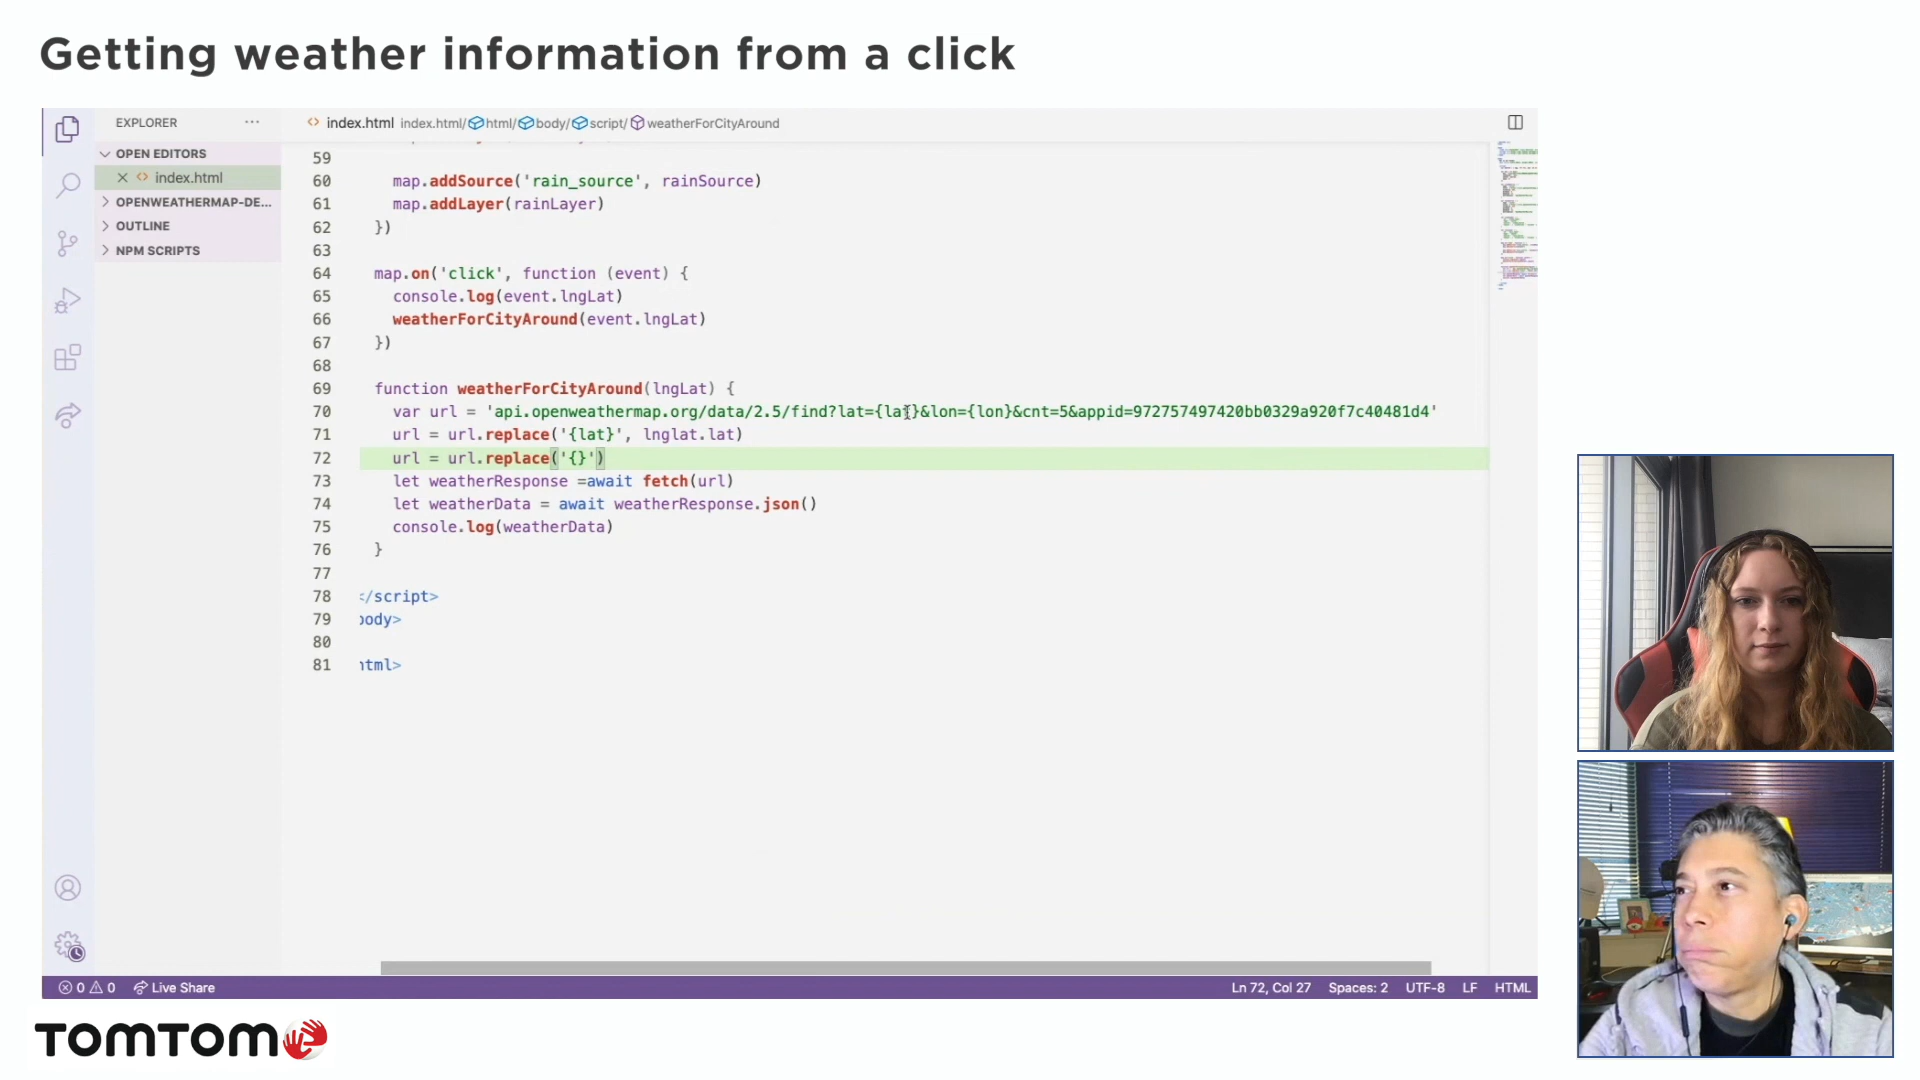 Getting weather information from a click
EXPLORER ···
index.html index.html/ html/ body/ script/ weatherForCityAround
OPEN EDITORS
index.html
OPENWEATHERMAP-DE...
OUTLINE
NPM SCRIPTS
59
60 map.addSource('rain_source', rainSource)
61 map.addLayer(rainLayer)
62 })
63
64 map.on('click', function (event) {
65 console.log(event.lngLat)
66 weatherForCityAround(event.lngLat)
67 })
68
69 function weatherForCityAround(lngLat) {
70 var url = 'api.openweathermap.org/data/2.5/find?lat={lat}&lon={lon}&cnt=5&appid=972757497420bb0329a920f7c40481d4'
71 url = url.replace('{lat}', lnglat.lat)
72 url = url.replace('{}')
73 let weatherResponse =await fetch(url)
74 let weatherData = await weatherResponse.json()
75 console.log(weatherData)
76 }
77
78 </script>
79 body>
80
81 html>
0 0 Live Share
Ln 72, Col 27 Spaces: 2 UTF-8 LF HTML
TOMTOM